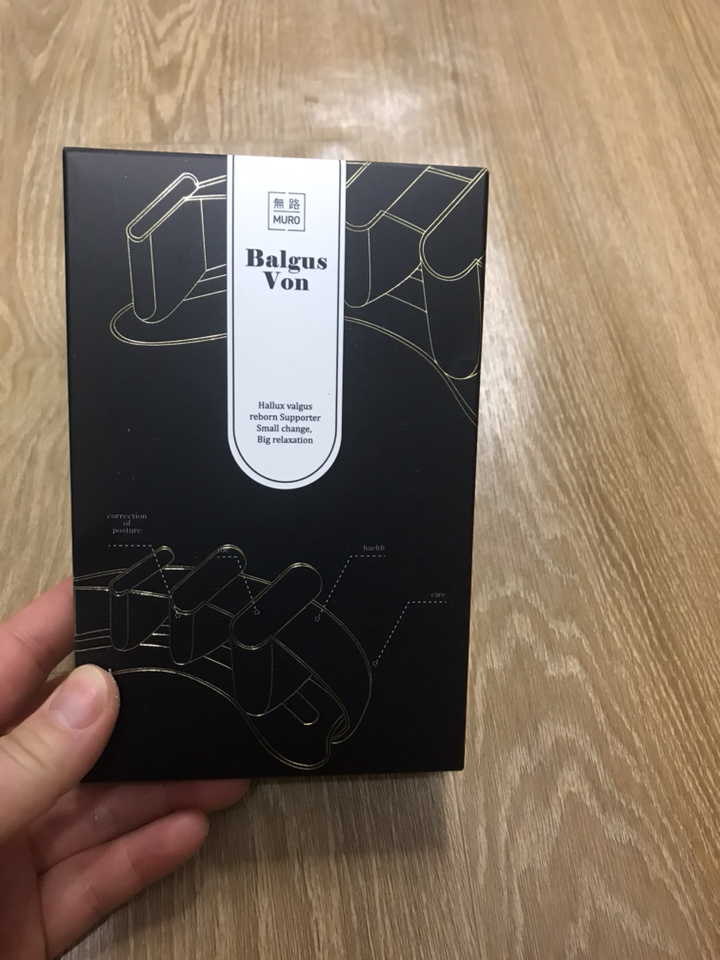 無路
MURO
Balgus
Von
Hallux valgus
reborn Supporter
Small change,
Big relaxation
correction
of
posture
haelth
care